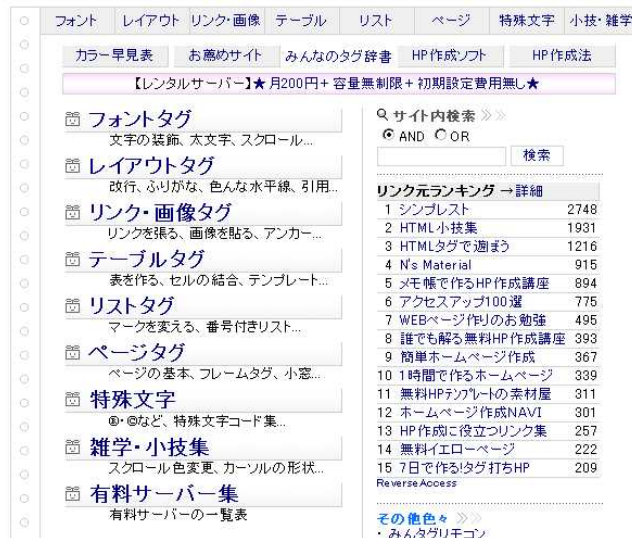 フォント レイアウト リンク・画像 テーブル リスト ページ 特殊文字 小技・雑学
カラー早見表 お薦めサイト みんなのタグ辞書 HP作成ソフト HP作成法
【レンタルサーバー】★月200円+容量無制限+初期設定費用無し★
フォントタグ
文字の装飾、太文字、スクロール...
レイアウトタグ
改行、ふりがな、色んな水平線、引用...
リンク・画像タグ
リンクを張る、画像を貼る、アンカー...
テーブルタグ
表を作る、セルの結合、テンプレート...
リストタグ
マークを変える、番号付きリスト...
ページタグ
ページの基本、フレームタグ、小窓...
特殊文字
®・©など、特殊文字コード集...
雑学・小技集
スクロール色変更、カーソルの形状...
有料サーバー集
有料サーバーの一覧表
サイト内検索
AND OR
検索
リンク元ランキング →詳細
1 シンプレスト 2748
2 HTML小技集 1931
3 HTMLタグで遊ぼう 1216
4 N's Material 915
5 メモ帳で作るHP作成講座 894
6 アクセスアップ100選 775
7 WEBページ作りのお勉強 495
8 誰でも解る無料HP作成講座 393
9 簡単ホームページ作成 367
10 1時間で作るホームページ 339
11 無料HPテンプレートの素材屋 311
12 ホームページ作成NAVI 301
13 HP作成に役立つリンク集 257
14 無料イエローページ 222
15 7日で作る!タグ打ちHP 209
ReverseAccess
その他色々
・みんタグリモコン